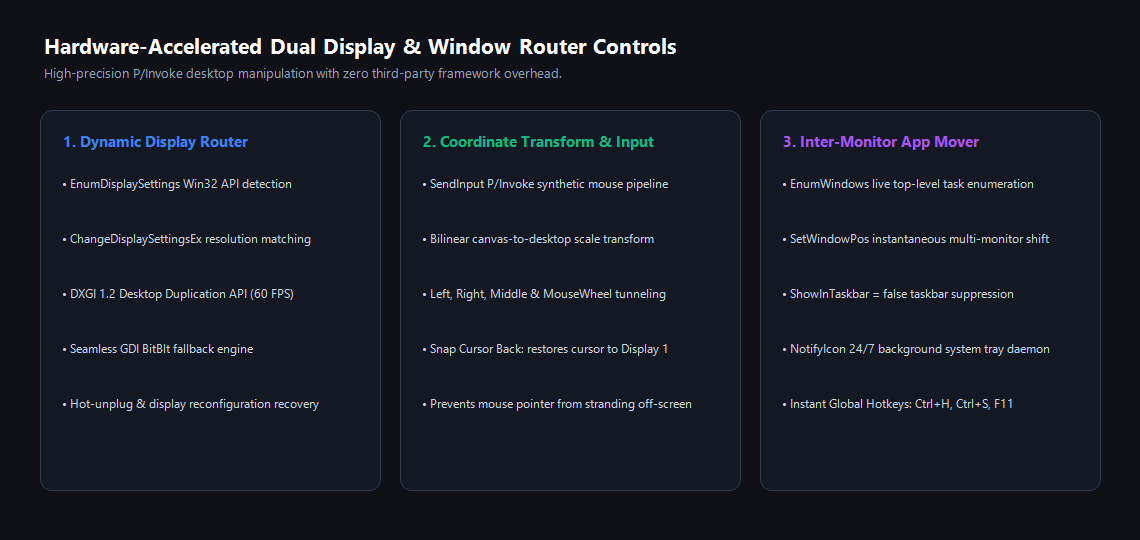 Hardware-Accelerated Dual Display & Window Router Controls
High-precision P/Invoke desktop manipulation with zero third-party framework overhead.
1. Dynamic Display Router
• EnumDisplaySettings Win32 API detection
• ChangeDisplaySettingsEx resolution matching
• DXGI 1.2 Desktop Duplication API (60 FPS)
• Seamless GDI BitBlt fallback engine
• Hot-unplug & display reconfiguration recovery
2. Coordinate Transform & Input
• SendInput P/Invoke synthetic mouse pipeline
• Bilinear canvas-to-desktop scale transform
• Left, Right, Middle & MouseWheel tunneling
• Snap Cursor Back: restores cursor to Display 1
• Prevents mouse pointer from stranding off-screen
3. Inter-Monitor App Mover
• EnumWindows live top-level task enumeration
• SetWindowPos instantaneous multi-monitor shift
• ShowInTaskbar = false taskbar suppression
• NotifyIcon 24/7 background system tray daemon
• Instant Global Hotkeys: Ctrl+H, Ctrl+S, F11